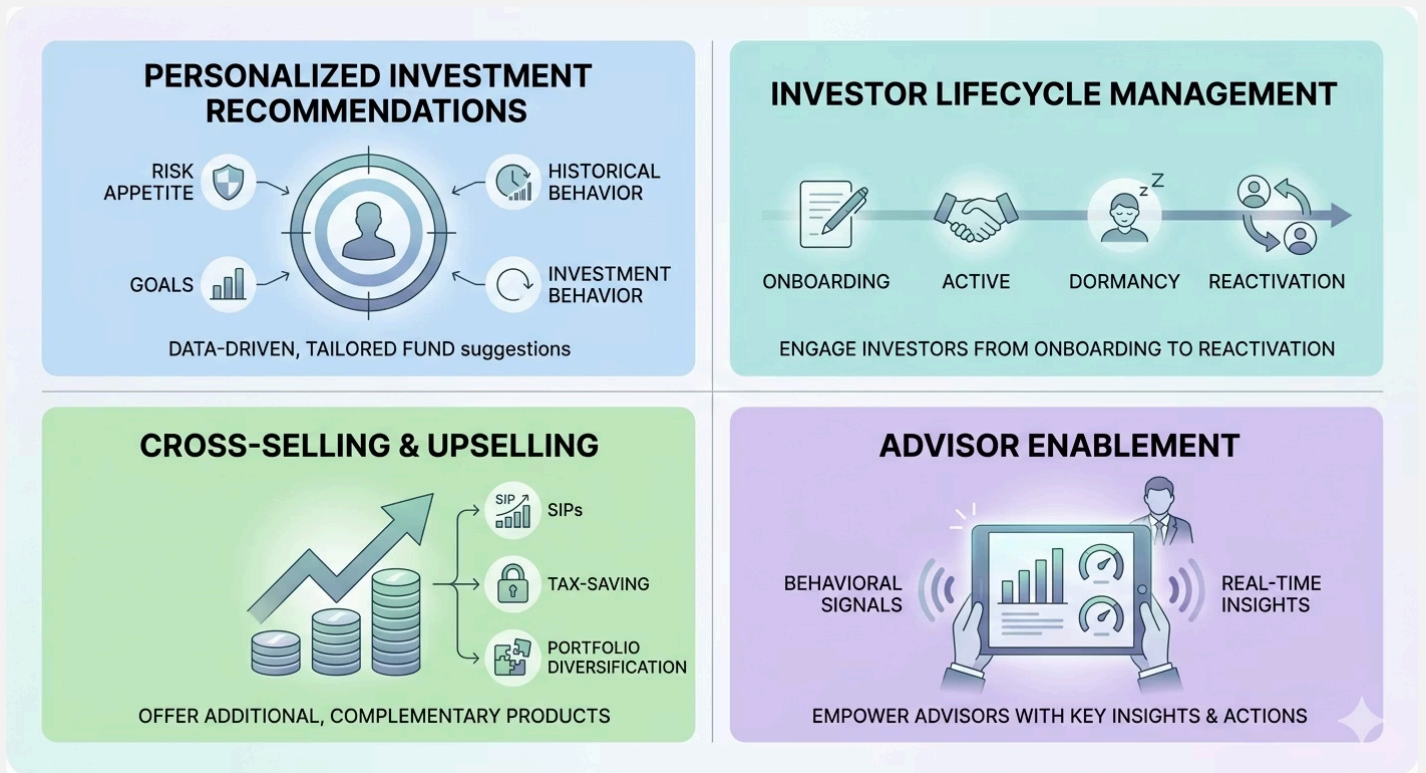 PERSONALIZED INVESTMENT
RECOMMENDATIONS
RISK
APPETITE
HISTORICAL
BEHAVIOR
GOALS
INVESTMENT
BEHAVIOR
DATA-DRIVEN, TAILORED FUND suggestions
INVESTOR LIFECYCLE MANAGEMENT
z Z
ONBOARDING
ACTIVE
DORMANCY
REACTIVATION
ENGAGE INVESTORS FROM ONBOARDING TO REACTIVATION
CROSS-SELLING & UPSELLING
SIP
SIPs
TAX-SAVING
PORTFOLIO
DIVERSIFICATION
OFFER ADDITIONAL, COMPLEMENTARY PRODUCTS
ADVISOR ENABLEMENT
BEHAVIORAL
SIGNALS
REAL-TIME
INSIGHTS
EMPOWER ADVISORS WITH KEY INSIGHTS & ACTIONS